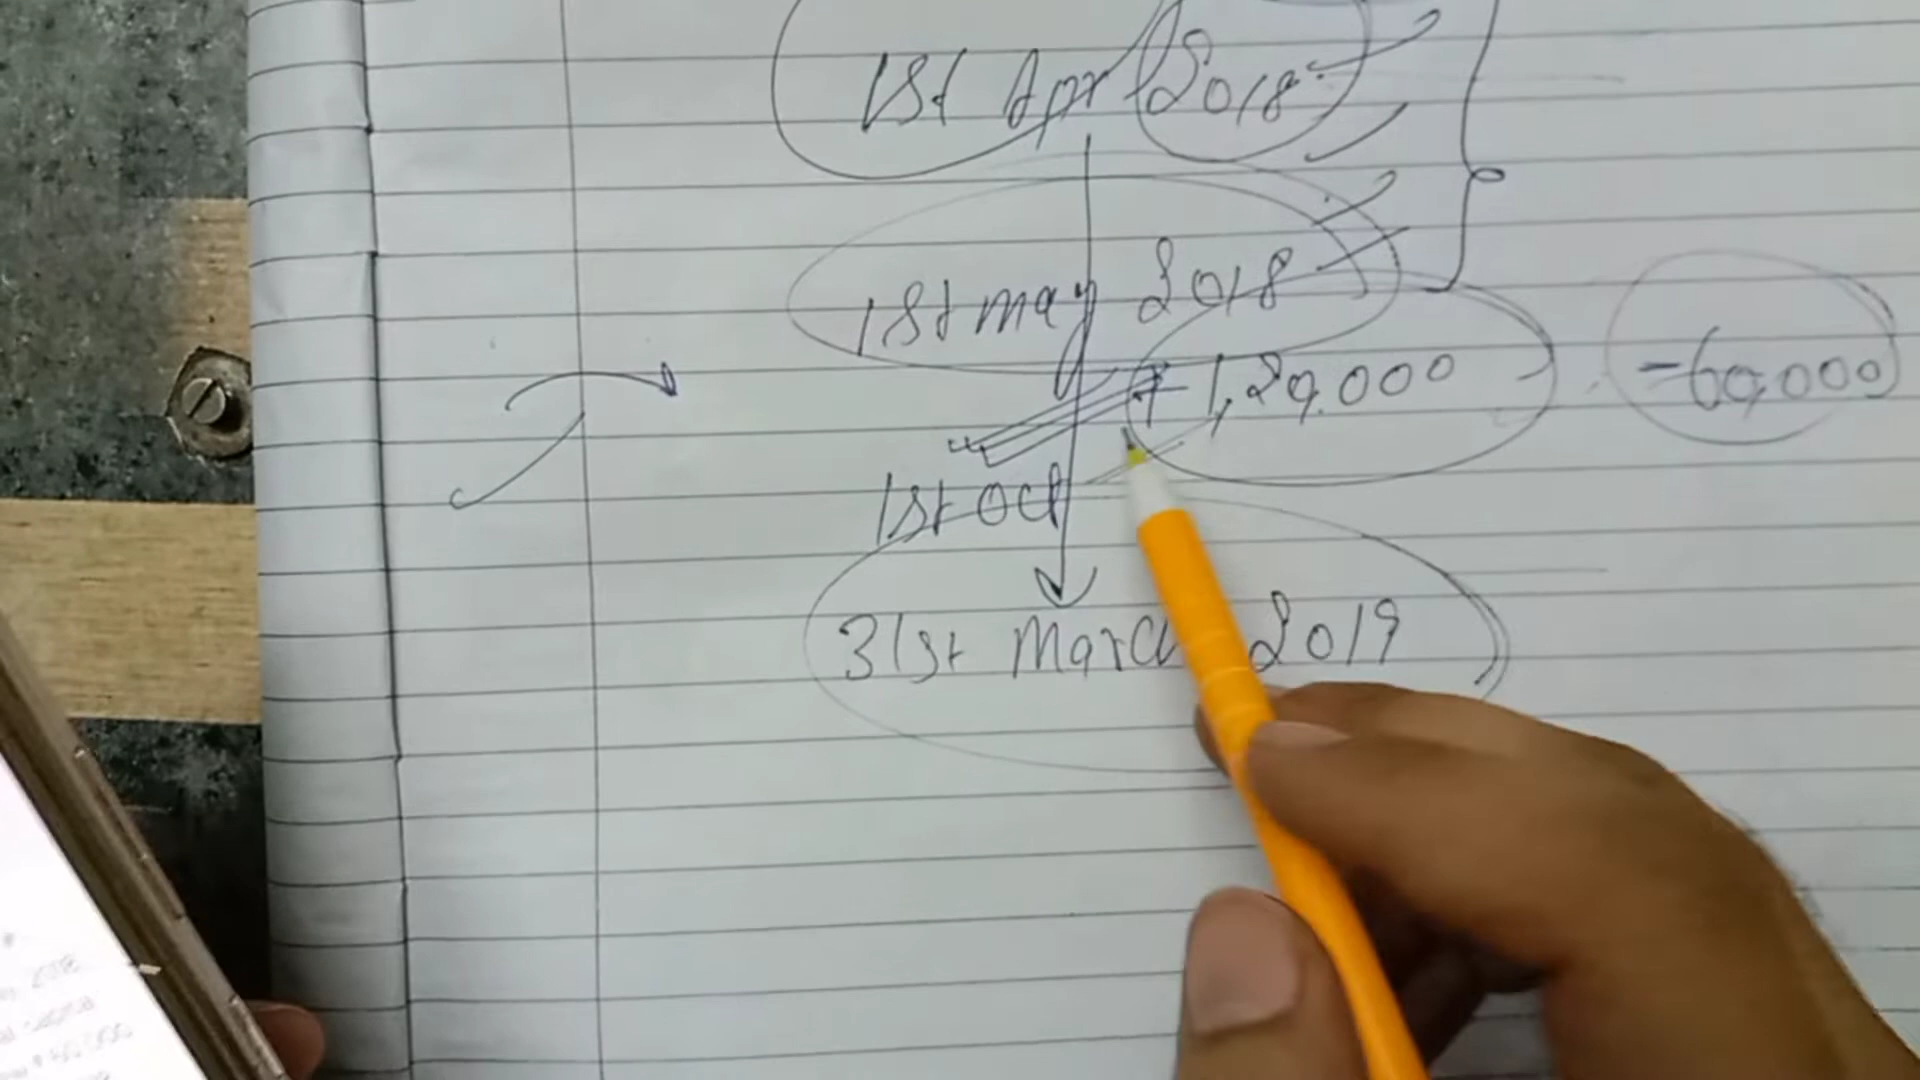 1st Apr 2018
1st may 2018
+ 1,20,000 -60,000
1st Oct
31st March 2019